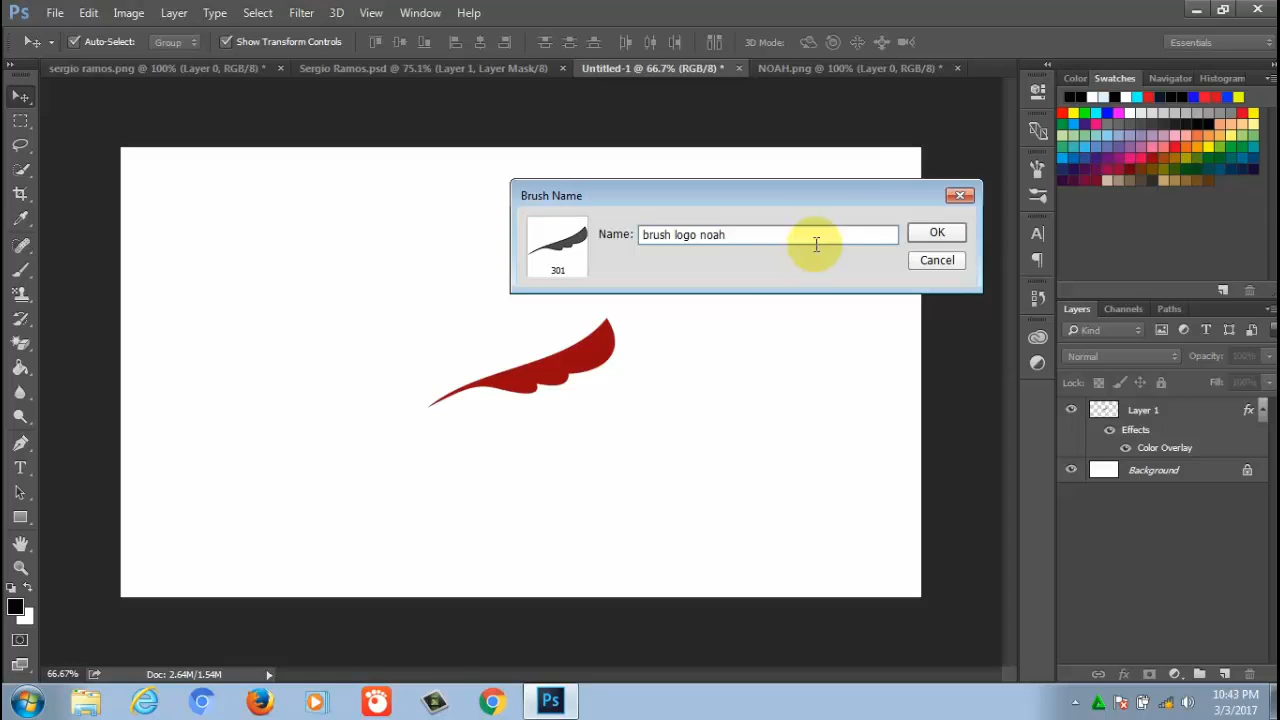 Ps File Edit Image Layer Type Select Filter 3D View Window Help
Auto-Select: Group Show Transform Controls 3D Mode: Essentials
sergio ramos.png @ 100% (Layer 0, RGB/8) * × Sergio Ramos.psd @ 75.1% (Layer 1, Layer Mask/8) × Untitled-1 @ 66.7% (RGB/8) * × NOAH.png @ 100% (Layer 0, RGB/8) * ×
Color Swatches Navigator Histogram
Brush Name
Name: brush logo noah OK
301
Cancel
Layers Channels Paths
Kind
Normal Opacity: 100%
Lock: Fill: 100%
Layer 1 fx
Effects
Color Overlay
Background
66.67% Doc: 2.64M/1.54M
Ps
10:43 PM
3/3/2017